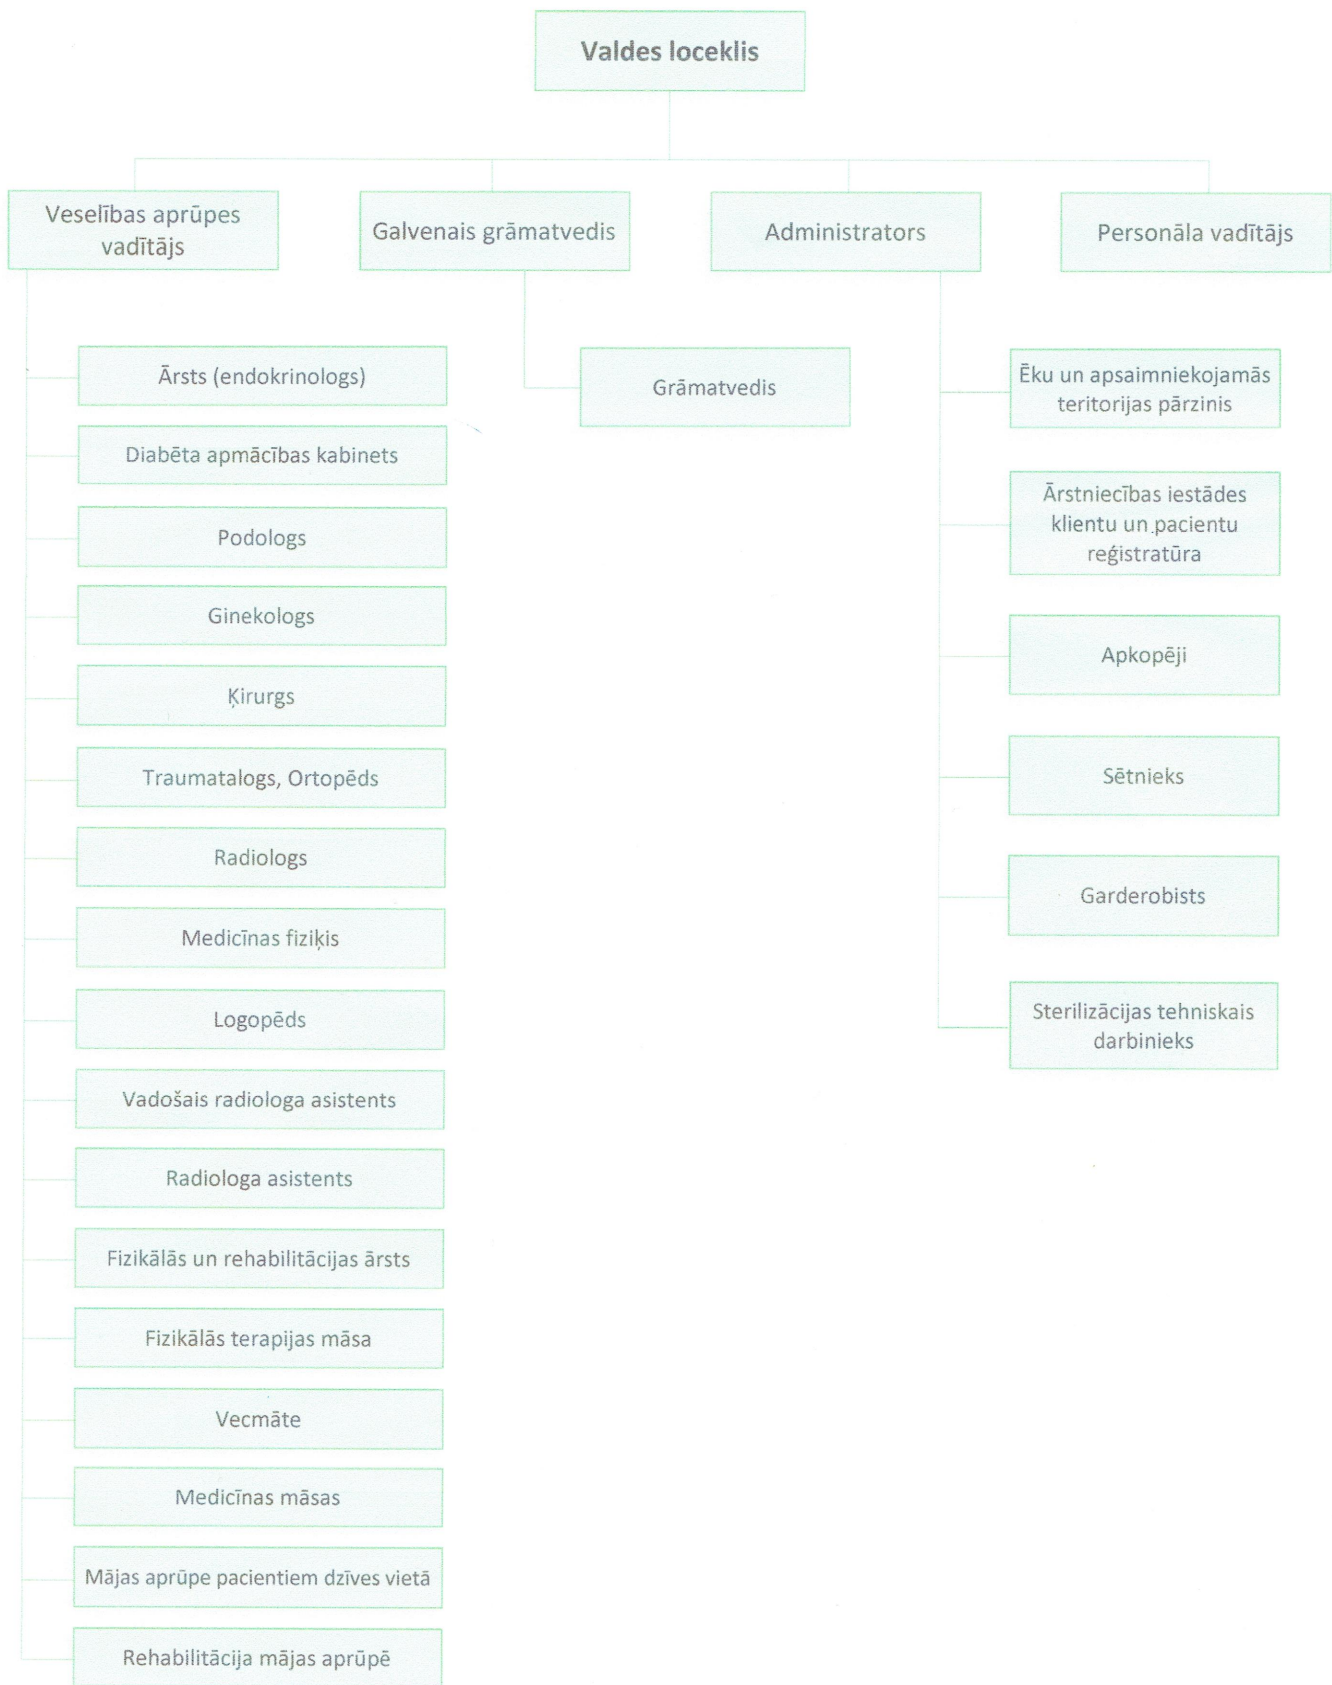 Valdes loceklis
Veselības aprūpes
vadītājs
Galvenais grāmatvedis
Administrators
Personāla vadītājs
Ārsts (endokrinologs)
Diabēta apmācības kabinets
Podologs
Ginekologs
Ķirurgs
Traumatalogs, Ortopēds
Radiologs
Medicīnas fiziķis
Logopēds
Vadošais radiologa asistents
Radiologa asistents
Fizikālās un rehabilitācijas ārsts
Fizikālās terapijas māsa
Vecmāte
Medicīnas māsas
Mājas aprūpe pacientiem dzīves vietā
Rehabilitācija mājas aprūpē
Grāmatvedis
Ēku un apsaimniekojamās
teritorijas pārzinis
Ārstniecības iestādes
klientu un pacientu
reģistratūra
Apkopēji
Sētnieks
Garderobists
Sterilizācijas tehniskais
darbinieks